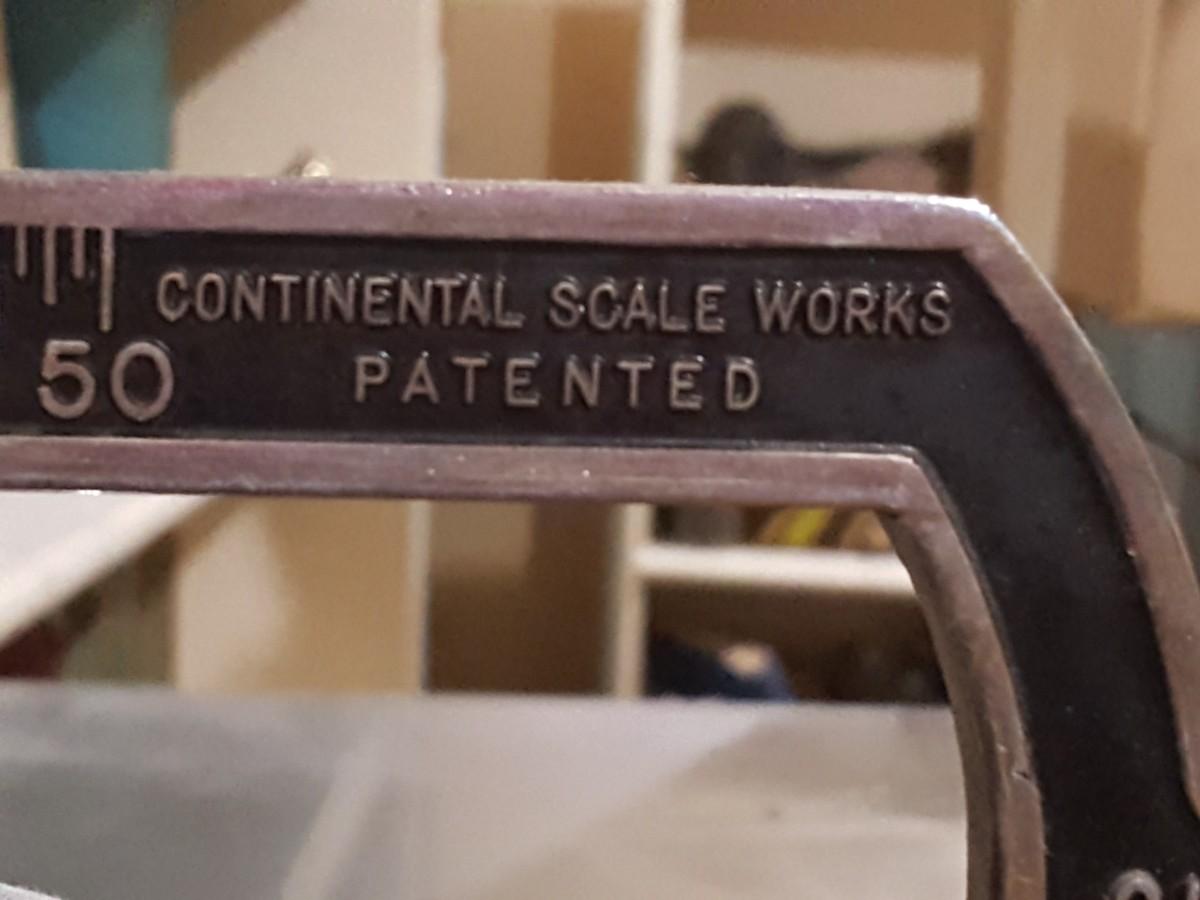 CONTINENTAL SCALE WORKS
50
PATENTED